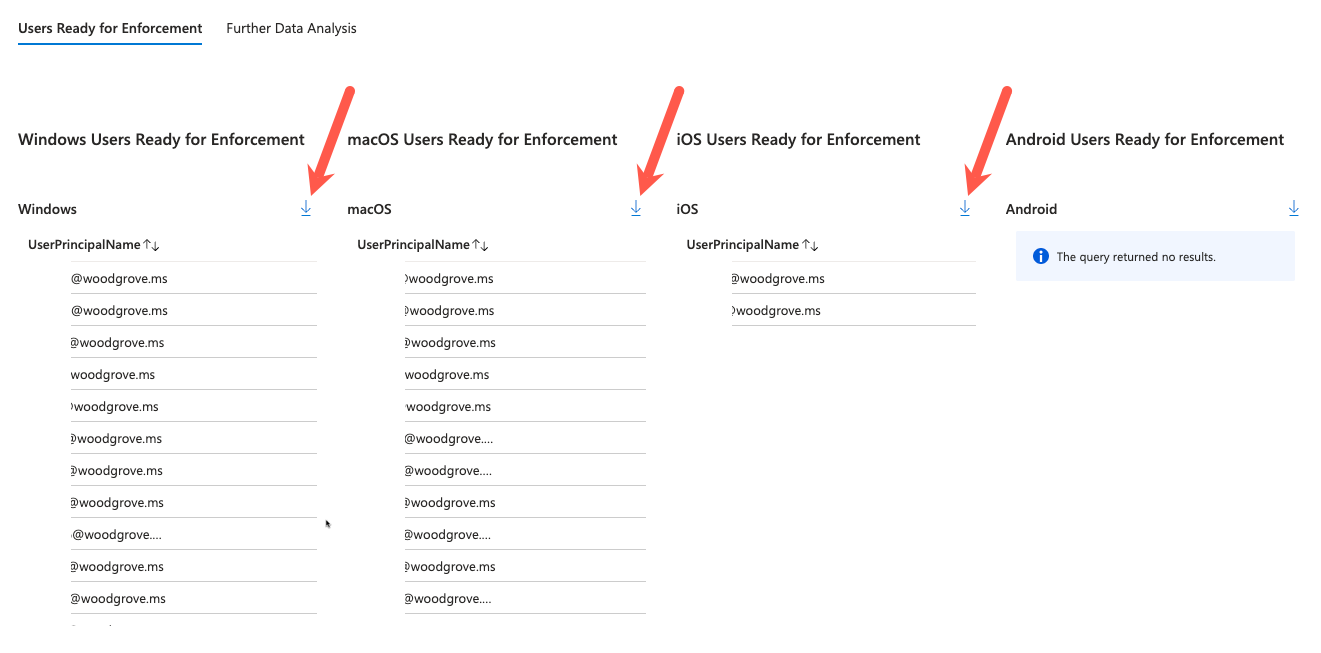 Users Ready for Enforcement Further Data Analysis
Windows Users Ready for Enforcement macOS Users Ready for Enforcement iOS Users Ready for Enforcement Android Users Ready for Enforcement
Windows macOS iOS Android
UserPrincipalName↑↓ UserPrincipalName↑↓ UserPrincipalName↑↓
The query returned no results.
@woodgrove.ms @woodgrove.ms @woodgrove.ms
@woodgrove.ms @woodgrove.ms @woodgrove.ms
@woodgrove.ms @woodgrove.ms
woodgrove.ms woodgrove.ms
@woodgrove.ms woodgrove.ms
@woodgrove.ms @woodgrove....
@woodgrove.ms @woodgrove....
@woodgrove.ms @woodgrove.ms
@woodgrove.... @woodgrove....
@woodgrove.ms @woodgrove.ms
@woodgrove.ms @woodgrove....